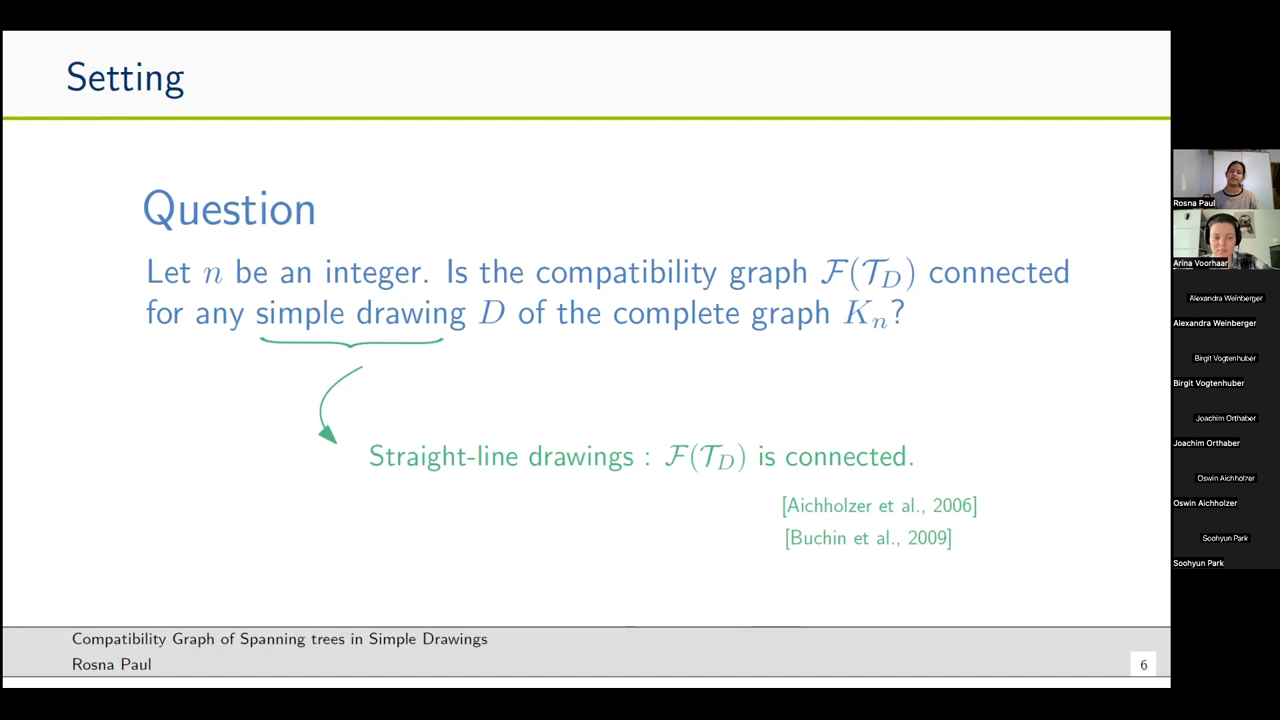 Setting
Question
Let n be an integer. Is the compatibility graph 𝓕(𝓣_D) connected
for any simple drawing D of the complete graph K_n?
Straight-line drawings : 𝓕(𝓣_D) is connected.
[Aichholzer et al., 2006]
[Buchin et al., 2009]
Compatibility Graph of Spanning trees in Simple Drawings
Rosna Paul
6
Rosna Paul
Arina Voorhaar
Alexandra Weinberger
Alexandra Weinberger
Birgit Vogtenhuber
Birgit Vogtenhuber
Joachim Orthaber
Joachim Orthaber
Oswin Aichholzer
Oswin Aichholzer
Soohyun Park
Soohyun Park